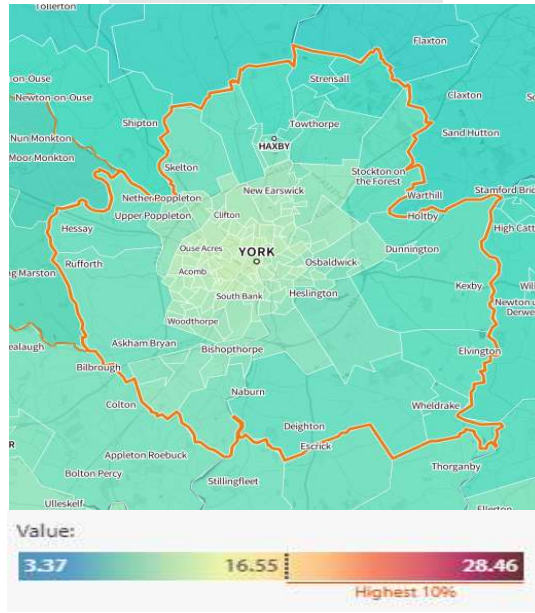 Tollerton
Flaxton
Strensall
on-Ouse
Newton-on-Ouse
Claxton
Shipton
Towthorpe
Sand Hutton
Nun Monkton
HAXBY
Moor Monkton
Skelton
Stockton on
the Forest
New Earswick
Nether Poppleton
Warthill
Stamford Brid
Upper Poppleton
Clifton
Holtby
Hessay
High Catt
Ouse Acres
YORK
Dunnington
Rufforth
Osbaldwick
ng Marston
Acomb
Kexby
South Bank
Heslington
Newton u
Derwe
Woodthorpe
Askham Bryan
Bishopthorpe
ealaugh
Elvington
Bilbrough
Naburn
Colton
Wheldrake
Deighton
R
Escrick
Appleton Roebuck
Thorganby
Bolton Percy
Stillingfleet
Ulleskelf
Ellerton
Value:
3.37 16.55 28.46
Highest 10%